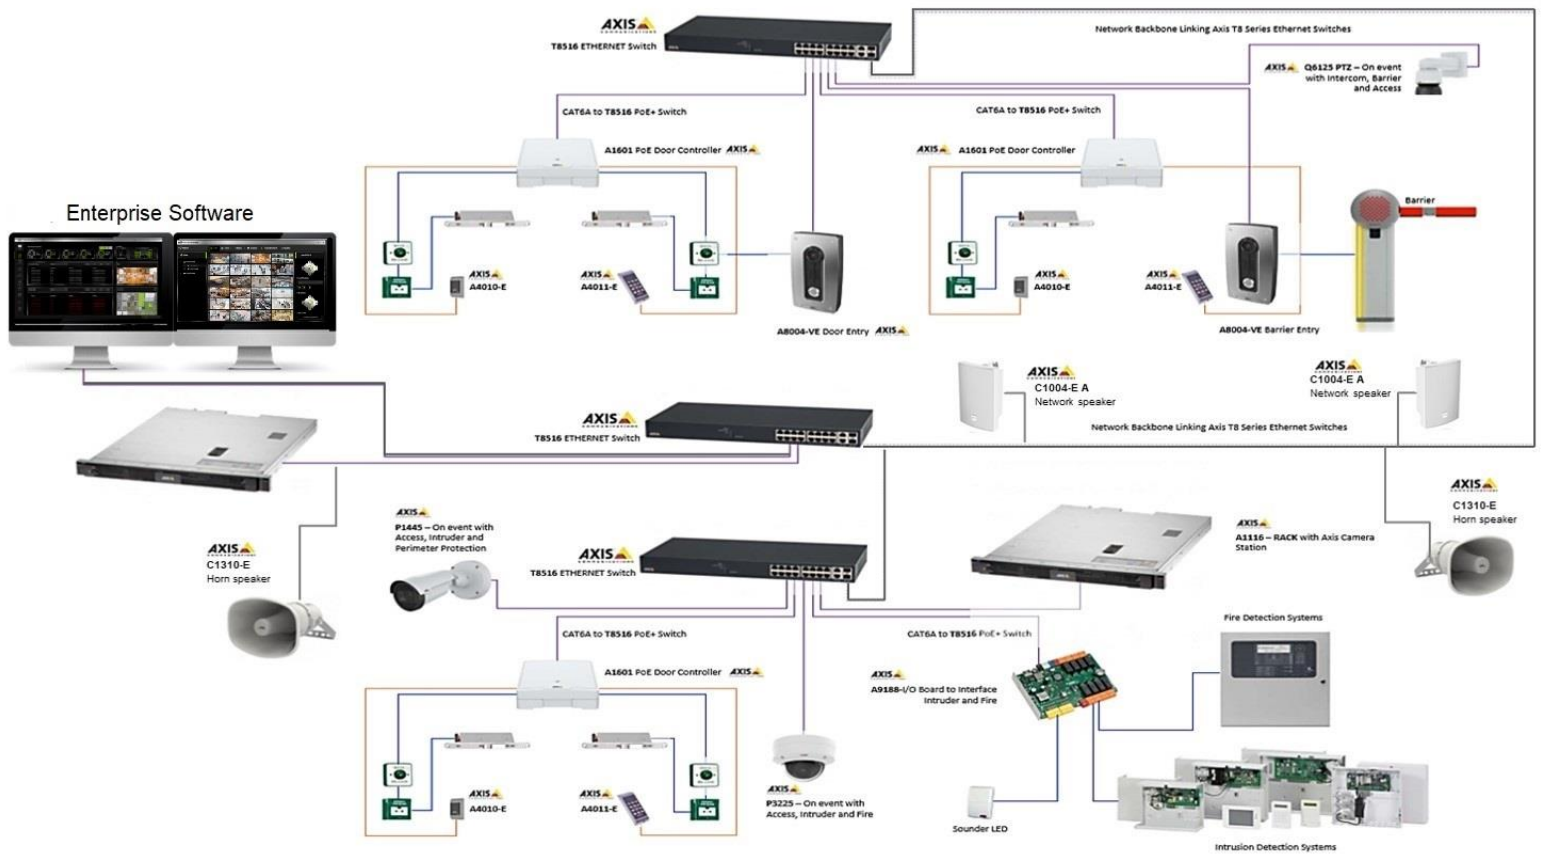 AXIS
COMMUNICATIONS
T8516 ETHERNET Switch
Network Backbone Linking Axis T8 Series Ethernet Switches
AXIS
Q6125 PTZ – On event
with Intercom, Barrier
and Access
CAT6A to T8516 PoE+ Switch
CAT6A to T8516 PoE+ Switch
A1601 PoE Door Controller AXIS
AXIS A1601 PoE Door Controller
Enterprise Software
Barrier
AXIS
A4010-E
AXIS
A4011-E
AXIS
A4010-E
AXIS
A4011-E
A8004-VE Door Entry AXIS
A8004-VE Barrier Entry
AXIS
COMMUNICATIONS
C1004-E A
Network speaker
AXIS
COMMUNICATIONS
C1004-E A
Network speaker
AXIS
COMMUNICATIONS
T8516 ETHERNET Switch
Network Backbone Linking Axis T8 Series Ethernet Switches
AXIS
COMMUNICATIONS
C1310-E
Horn speaker
AXIS
P1445 – On event with
Access, Intruder and
Perimeter Protection
AXIS
COMMUNICATIONS
T8516 ETHERNET Switch
AXIS
A1116 – RACK with Axis Camera
Station
AXIS
COMMUNICATIONS
C1310-E
Horn speaker
CAT6A to T8516 PoE+ Switch
CAT6A to T8516 PoE+ Switch
Fire Detection Systems
A1601 PoE Door Controller AXIS
AXIS
A9188-I/O Board to Interface
Intruder and Fire
AXIS
A4010-E
AXIS
A4011-E
AXIS
P3225 – On event with
Access, Intruder and Fire
Sounder LED
Intrusion Detection Systems